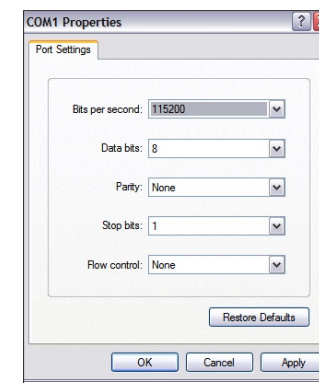 COM1 Properties
Port Settings
Bits per second: 115200
Data bits: 8
Parity: None
Stop bits: 1
Flow control: None
Restore Defaults
OK Cancel Apply